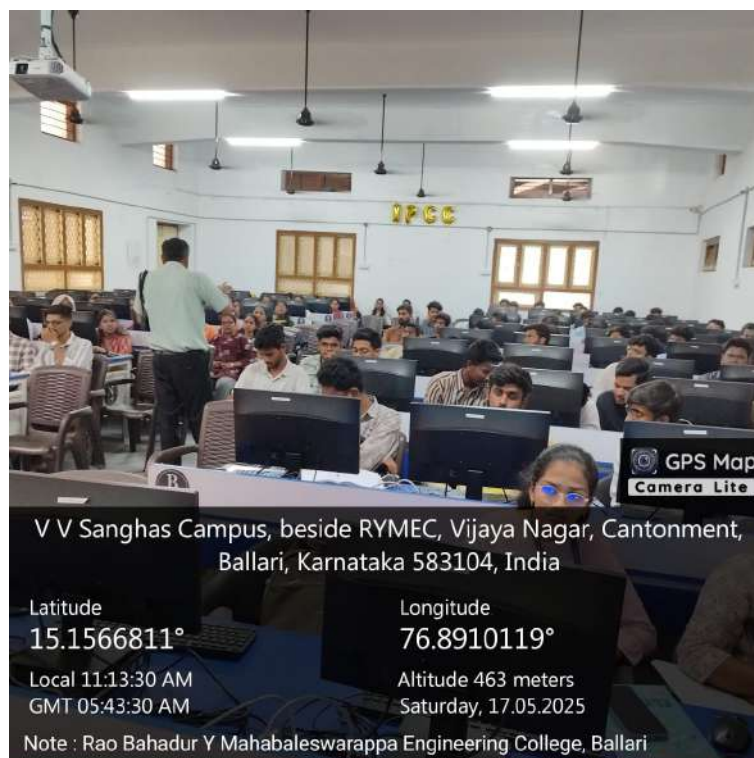 IFCC
B
GPS Map
Camera Lite
V V Sanghas Campus, beside RYMEC, Vijaya Nagar, Cantonment,
Ballari, Karnataka 583104, India
Latitude
15.1566811°
Longitude
76.8910119°
Local 11:13:30 AM
GMT 05:43:30 AM
Altitude 463 meters
Saturday, 17.05.2025
Note : Rao Bahadur Y Mahabaleswarappa Engineering College, Ballari